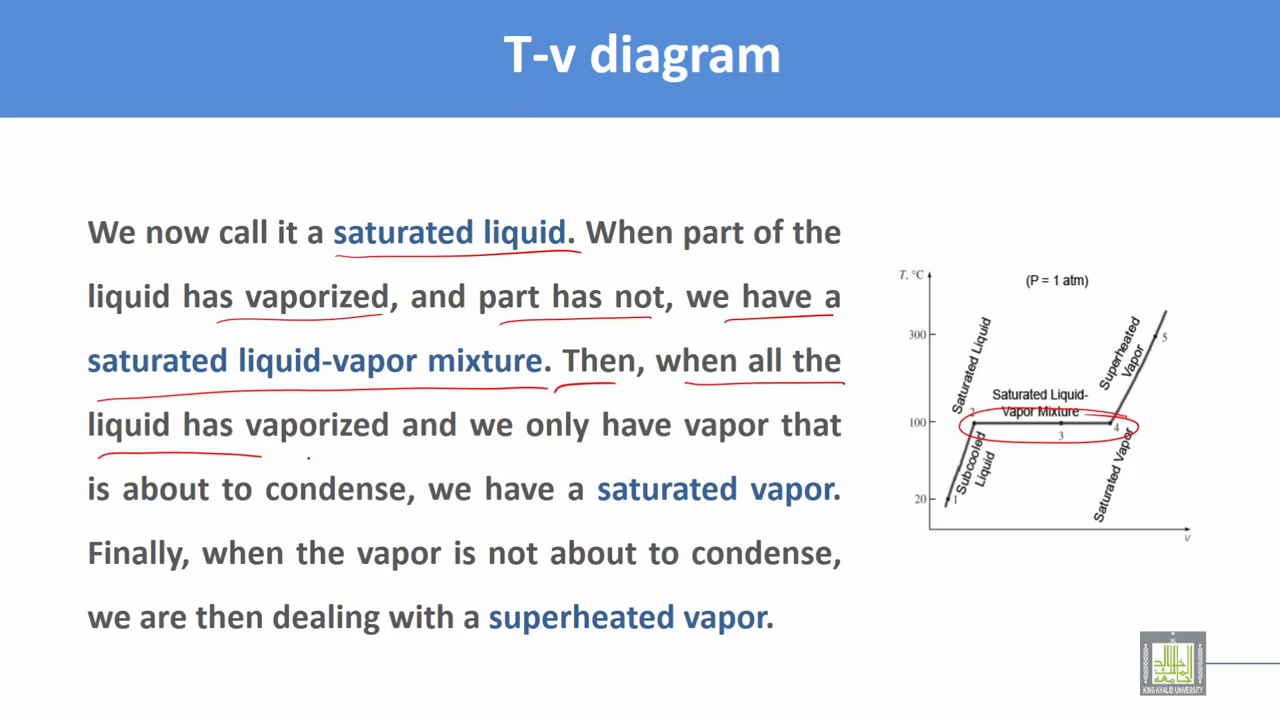 T-v diagram
We now call it a saturated liquid. When part of the
liquid has vaporized, and part has not, we have a
saturated liquid-vapor mixture. Then, when all the
liquid has vaporized and we only have vapor that
is about to condense, we have a saturated vapor.
Finally, when the vapor is not about to condense,
we are then dealing with a superheated vapor.
T, °C
(P = 1 atm)
300
100
20
Saturated Liquid
Saturated Liquid-
Vapor Mixture
Superheated
Vapor
5
2
3
4
Subcooled
Liquid
1
Saturated Vapor
v
جامعة
الملك خالد
KING KHALID UNIVERSITY